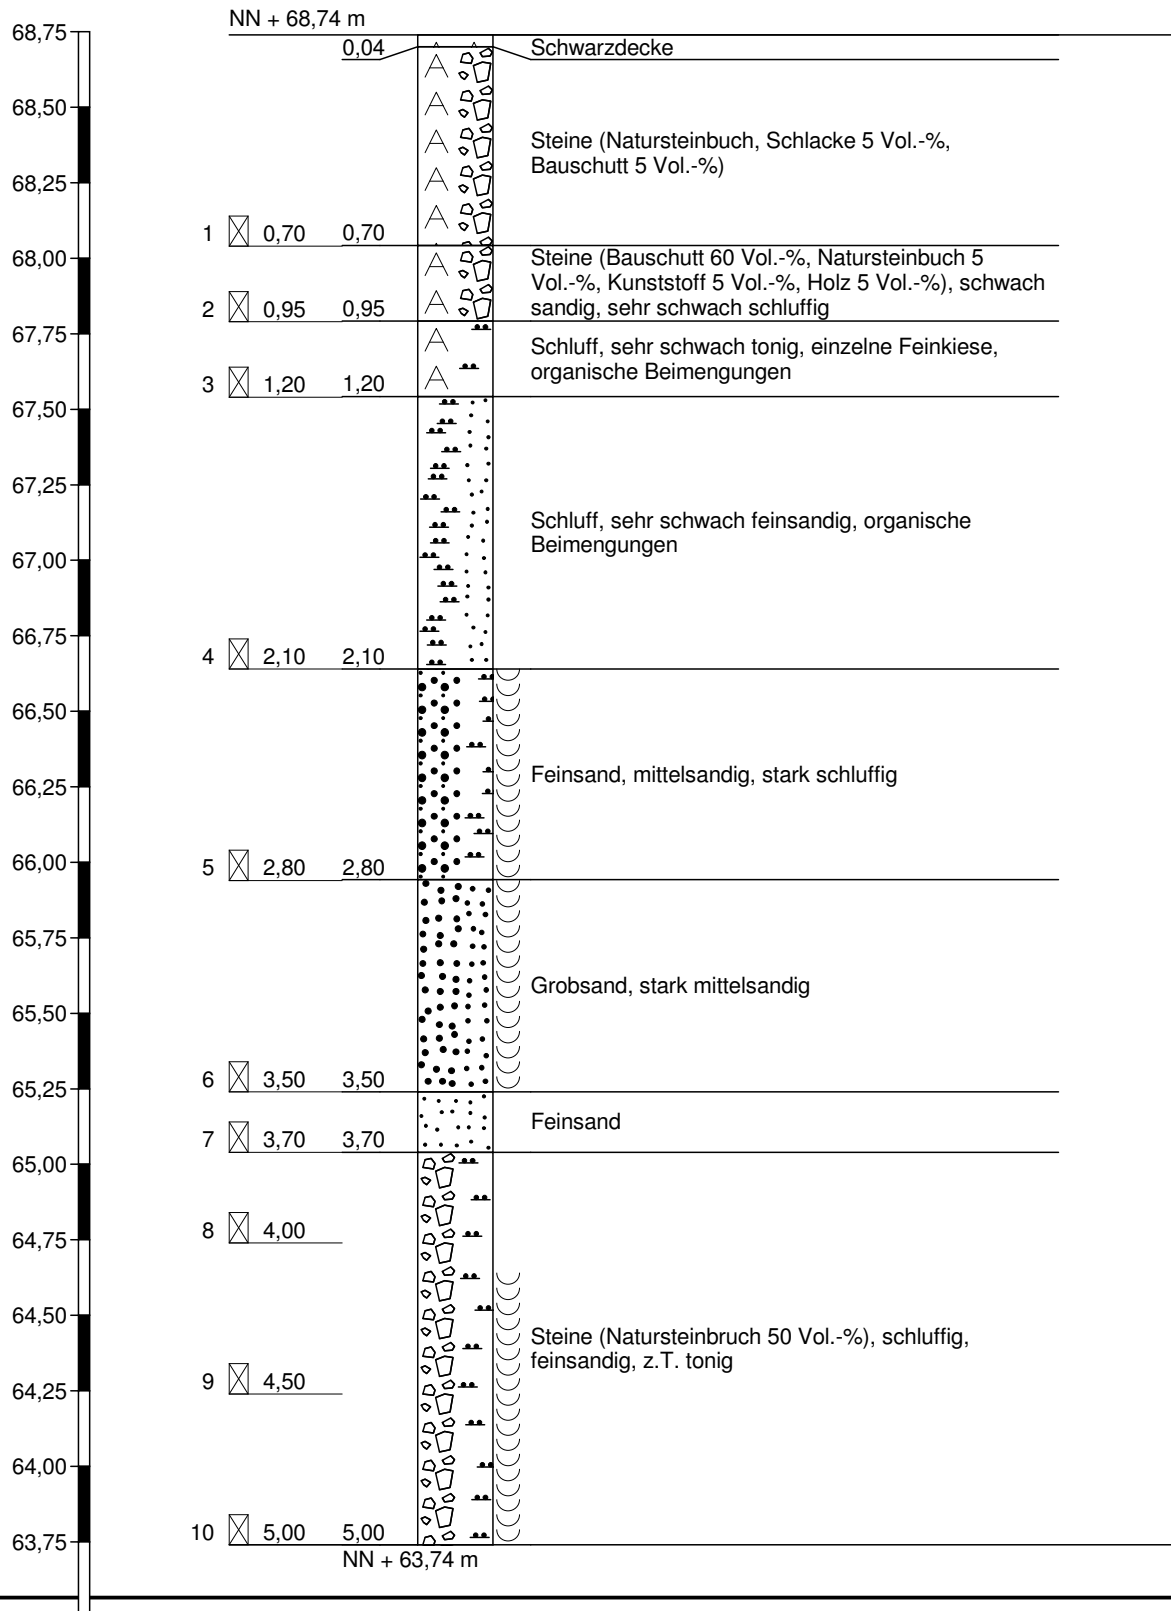 NN + 68,74 m
68,75
0,04 Schwarzdecke
68,50
Steine (Natursteinbuch, Schlacke 5 Vol.-%,
Bauschutt 5 Vol.-%)
68,25
1 0,70 0,70
68,00
Steine (Bauschutt 60 Vol.-%, Natursteinbuch 5
Vol.-%, Kunststoff 5 Vol.-%, Holz 5 Vol.-%), schwach
sandig, sehr schwach schluffig
2 0,95 0,95
67,75
Schluff, sehr schwach tonig, einzelne Feinkiese,
organische Beimengungen
3 1,20 1,20
67,50
67,25
Schluff, sehr schwach feinsandig, organische
Beimengungen
67,00
66,75
4 2,10 2,10
66,50
Feinsand, mittelsandig, stark schluffig
66,25
66,00
5 2,80 2,80
65,75
Grobsand, stark mittelsandig
65,50
6 3,50 3,50
65,25
Feinsand
7 3,70 3,70
65,00
8 4,00
64,75
64,50
Steine (Natursteinbruch 50 Vol.-%), schluffig,
feinsandig, z.T. tonig
9 4,50
64,25
64,00
10 5,00 5,00
63,75
NN + 63,74 m